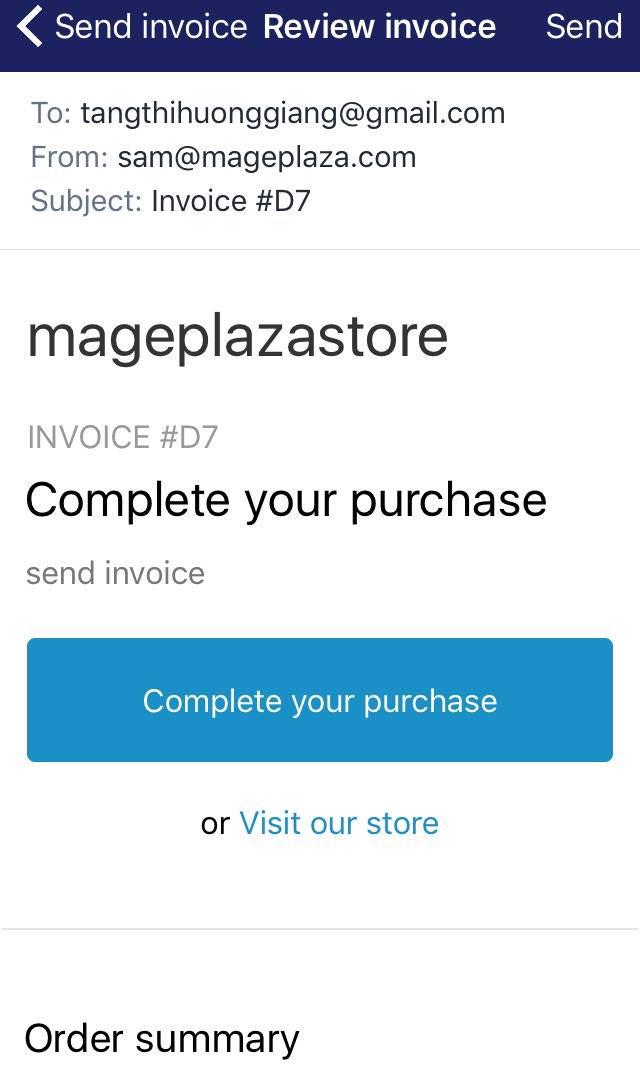 Send invoice Review invoice Send
To: tangthihuonggiang@gmail.com
From: sam@mageplaza.com
Subject: Invoice #D7
mageplazastore
INVOICE #D7
Complete your purchase
send invoice
Complete your purchase
or Visit our store
Order summary